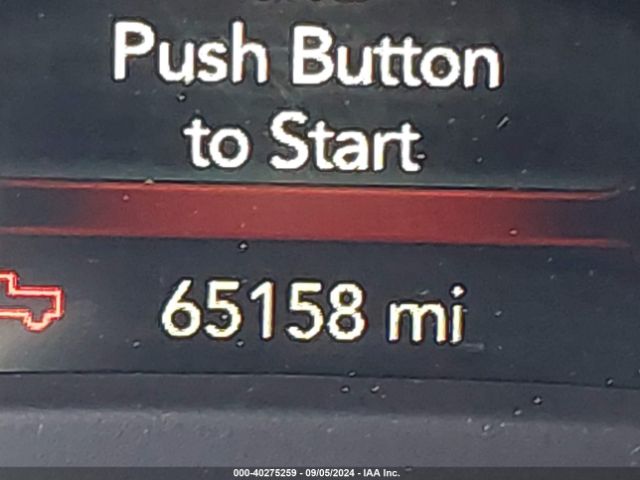 Push Button
to Start
65158 mi
000-40275259 - 09/05/2024 - IAA Inc.